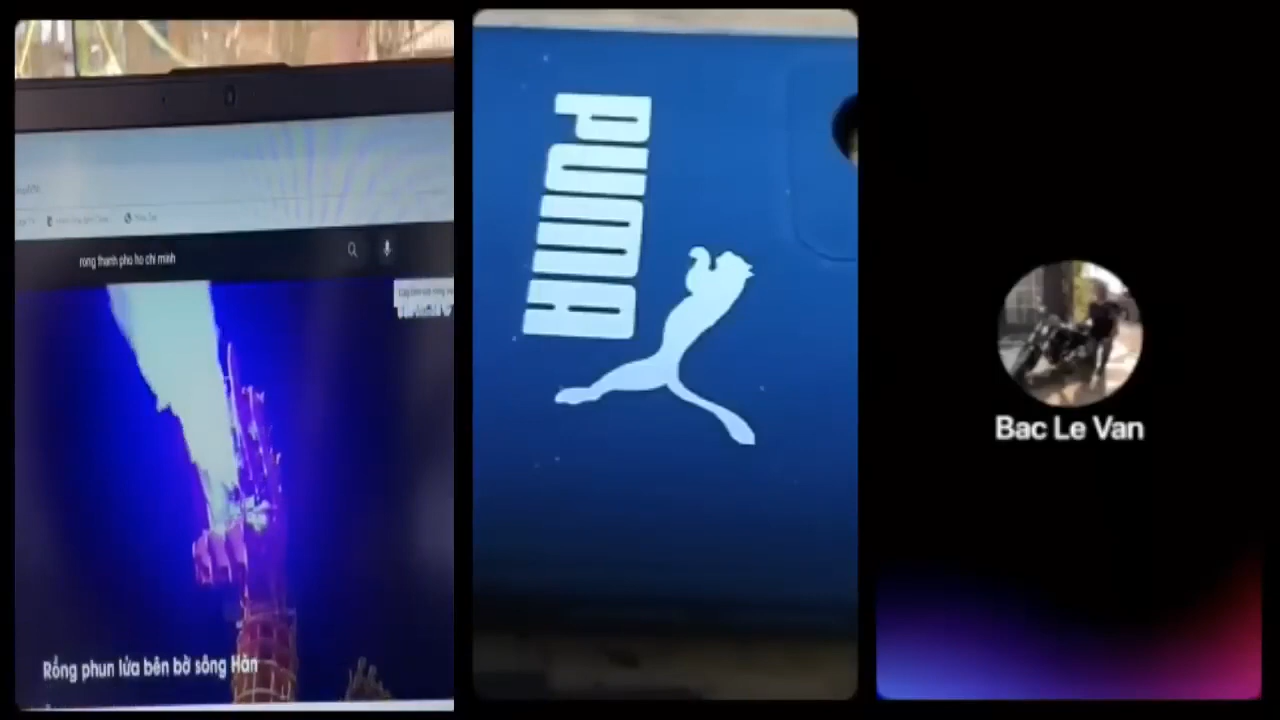 rong thanh pho ho chi minh
Rồng phun lửa bên bờ sông Hàn
PUMA
Bac Le Van